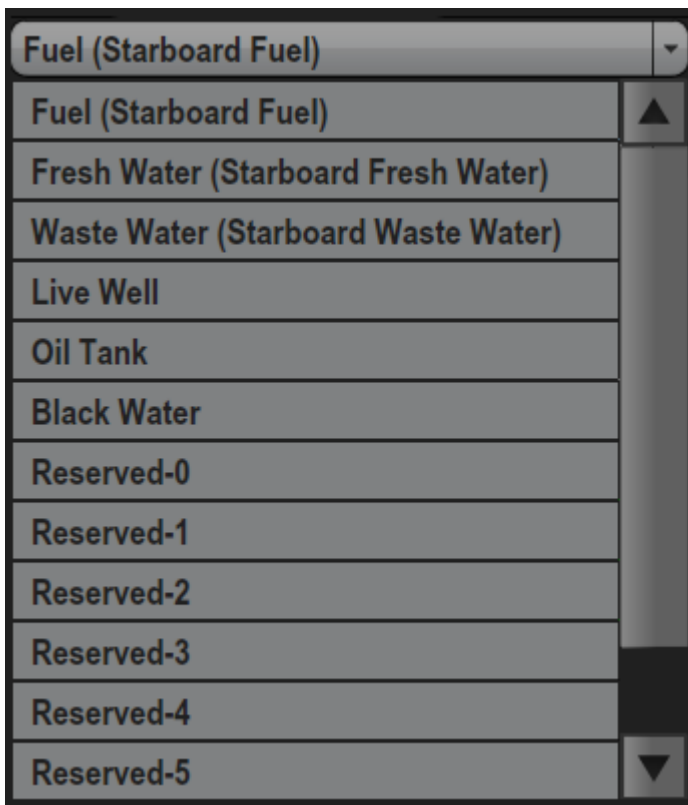 Fuel (Starboard Fuel)
Fuel (Starboard Fuel)
Fresh Water (Starboard Fresh Water)
Waste Water (Starboard Waste Water)
Live Well
Oil Tank
Black Water
Reserved-0
Reserved-1
Reserved-2
Reserved-3
Reserved-4
Reserved-5